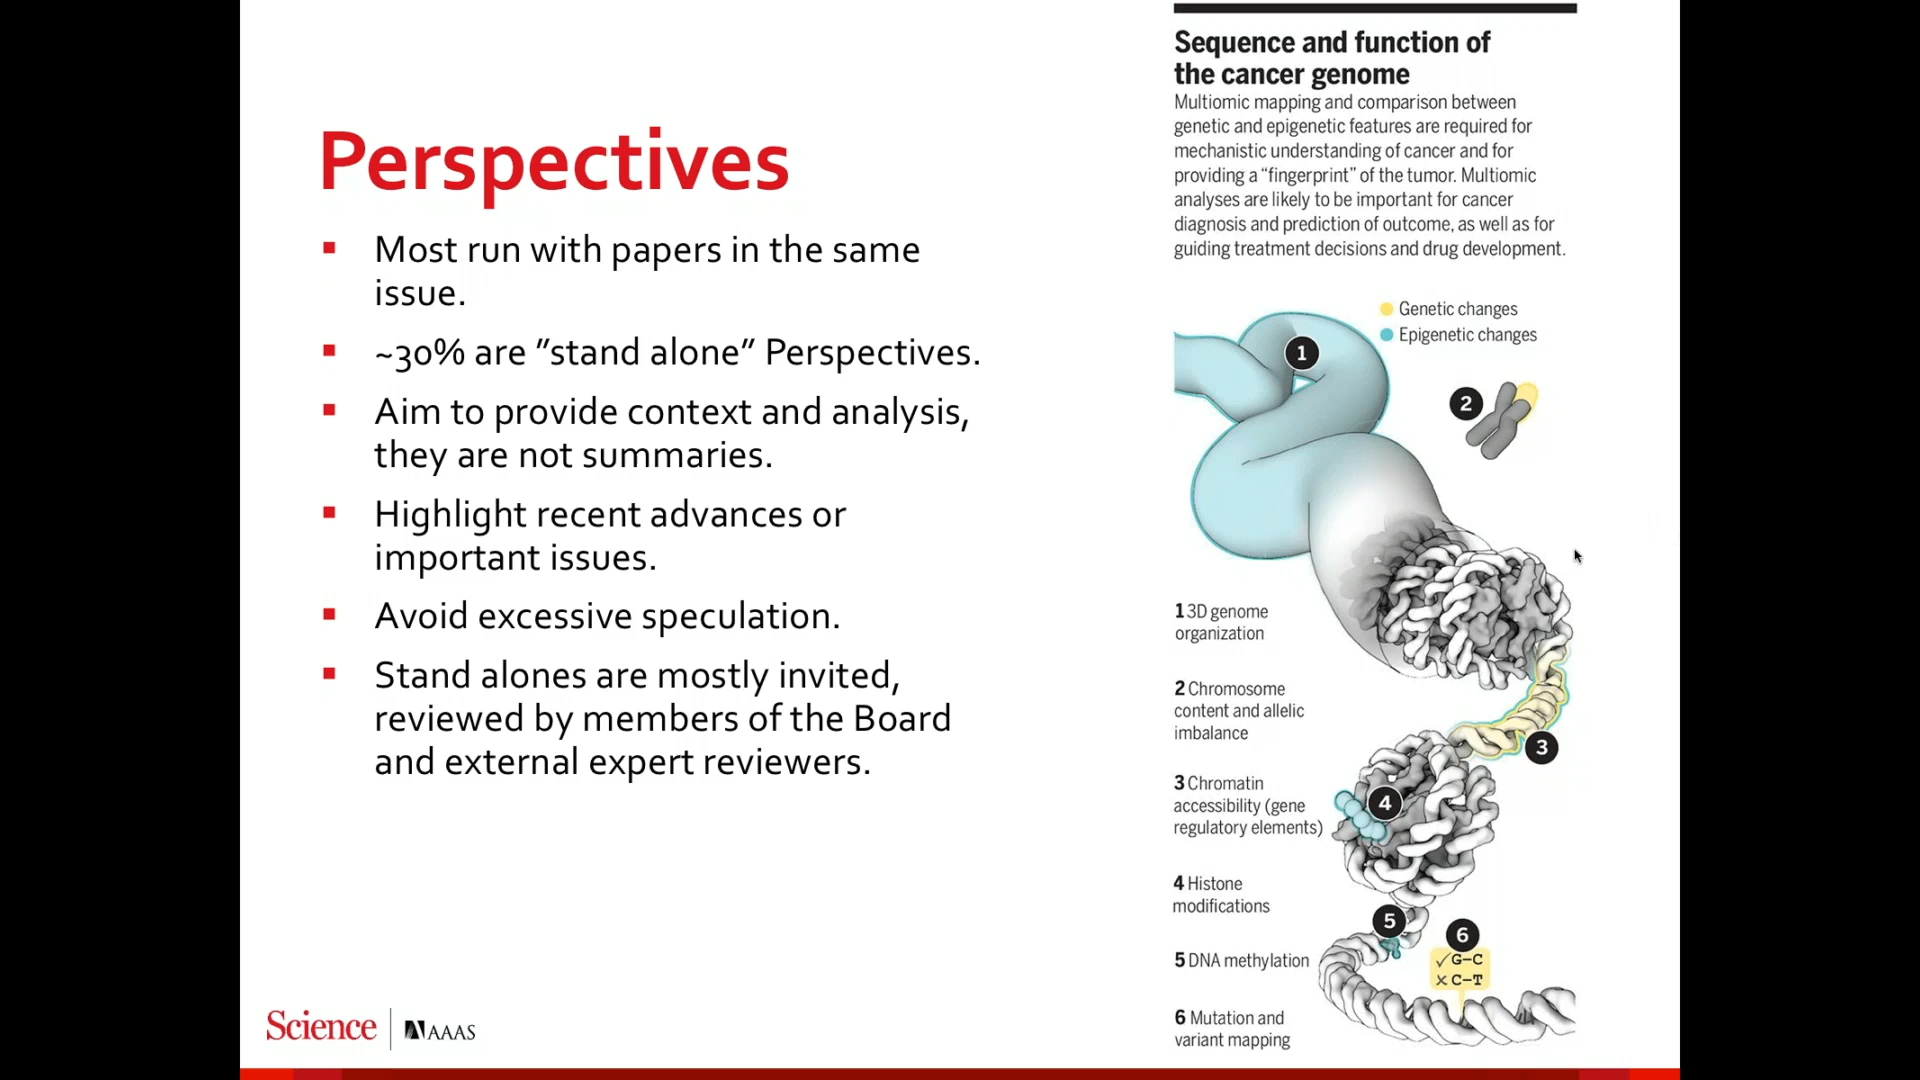 Perspectives
Most run with papers in the same
issue.
~30% are ”stand alone” Perspectives.
Aim to provide context and analysis,
they are not summaries.
Highlight recent advances or
important issues.
Avoid excessive speculation.
Stand alones are mostly invited,
reviewed by members of the Board
and external expert reviewers.
Science
AAAS
Sequence and function of
the cancer genome
Multiomic mapping and comparison between
genetic and epigenetic features are required for
mechanistic understanding of cancer and for
providing a “fingerprint” of the tumor. Multiomic
analyses are likely to be important for cancer
diagnosis and prediction of outcome, as well as for
guiding treatment decisions and drug development.
Genetic changes
Epigenetic changes
1
2
3
4
5
6
✓G–C
×C–T
1 3D genome
organization
2 Chromosome
content and allelic
imbalance
3 Chromatin
accessibility (gene
regulatory elements)
4 Histone
modifications
5 DNA methylation
6 Mutation and
variant mapping